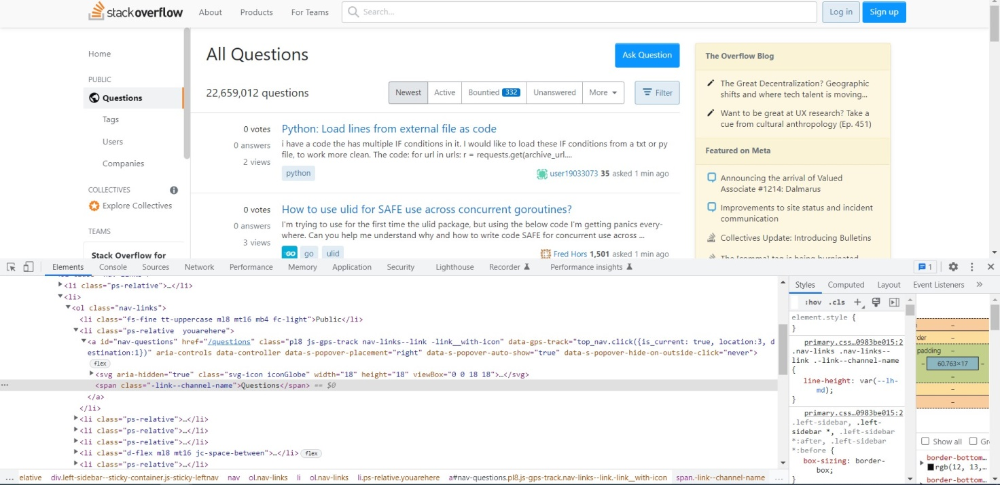 stackoverflow About Products For Teams Search... Log in Sign up
Home
PUBLIC
Questions
Tags
Users
Companies
COLLECTIVES
Explore Collectives
TEAMS
Stack Overflow for
All Questions
Ask Question
22,659,012 questions
Newest Active Bountied 332 Unanswered More Filter
0 votes
0 answers
2 views
Python: Load lines from external file as code
i have a code the has multiple IF conditions in it. I would like to load these IF conditions from a txt or py
file, to work more clean. The code: for url in urls: r = requests.get(archive_url....
python
user19033073 35 asked 1 min ago
0 votes
0 answers
3 views
How to use ulid for SAFE use across concurrent goroutines?
I'm trying to use for the first time the ulid package, but using the below code I'm getting panics every-
where. Can you help me understand why and how to write code SAFE for concurrent use across ...
GO go ulid
Fred Hors 1,501 asked 1 min ago
The Overflow Blog
The Great Decentralization? Geographic
shifts and where tech talent is moving...
Want to be great at UX research? Take a
cue from cultural anthropology (Ep. 451)
Featured on Meta
Announcing the arrival of Valued
Associate #1214: Dalmarus
Improvements to site status and incident
communication
Collectives Update: Introducing Bulletins
The [comma] tag is being burninated
Elements Console Sources Network Performance Memory Application Security Lighthouse Recorder Performance insights 1
<li class="ps-relative">…</li>
<li>
<ol class="nav-links">
<li class="fs-fine tt-uppercase ml8 mt16 mb4 fc-light">Public</li>
<li class="ps-relative  youarehere">
<a id="nav-questions" href="/questions" class="pl8 js-gps-track nav-links--link -link__with-icon" data-gps-track="top_nav.click({is_current: true, location:3, d
estination:1})" aria-controls data-controller data-s-popover-placement="right" data-s-popover-auto-show="true" data-s-popover-hide-on-outside-click="never">
flex
<svg aria-hidden="true" class="svg-icon iconGlobe" width="18" height="18" viewBox="0 0 18 18">…</svg>
<span class="-link--channel-name">Questions</span> == $0
</a>
</li>
<li class="ps-relative">…</li>
<li class="ps-relative">…</li>
<li class="ps-relative">…</li>
<li class="d-flex ml8 mt16 jc-space-between">…</li> flex
<li class="ps-relative">…</li>
... elative div.left-sidebar--sticky-container.js-sticky-leftnav nav ol.nav-links li ol.nav-links li.ps-relative.youarehere a#nav-questions.pl8.js-gps-track.nav-links--link.-link__with-icon span.-link--channel-name ...
Styles Computed Layout Event Listeners »
:hov .cls +
element.style {
}
primary.css…0983be015:2
.nav-links .nav-links--
link .-link--channel-name
{
line-height: var(--lh-
md);
}
primary.css…0983be015:2
.left-sidebar, .left-
sidebar *, .left-sidebar
*:after, .left-sidebar
*:before {
box-sizing: border-
box;
}
rder –
padding –
– 60.763×17 –
–
–
–
Show all Gr
border-bottom…
rgb(12, 13,…
border-bottom…